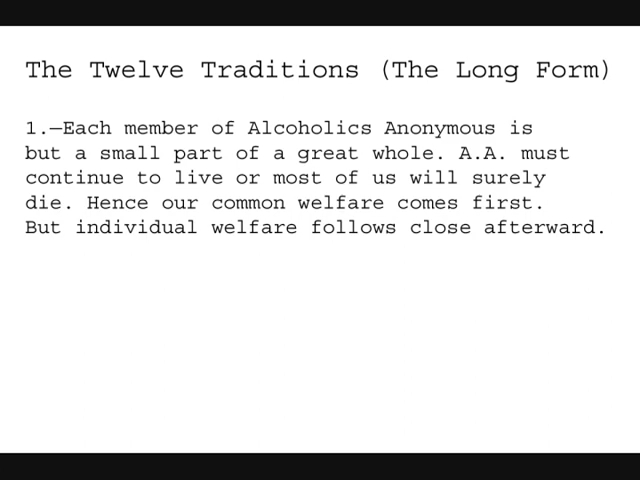 The Twelve Traditions (The Long Form)
1.—Each member of Alcoholics Anonymous is
but a small part of a great whole. A.A. must
continue to live or most of us will surely
die. Hence our common welfare comes first.
But individual welfare follows close afterward.